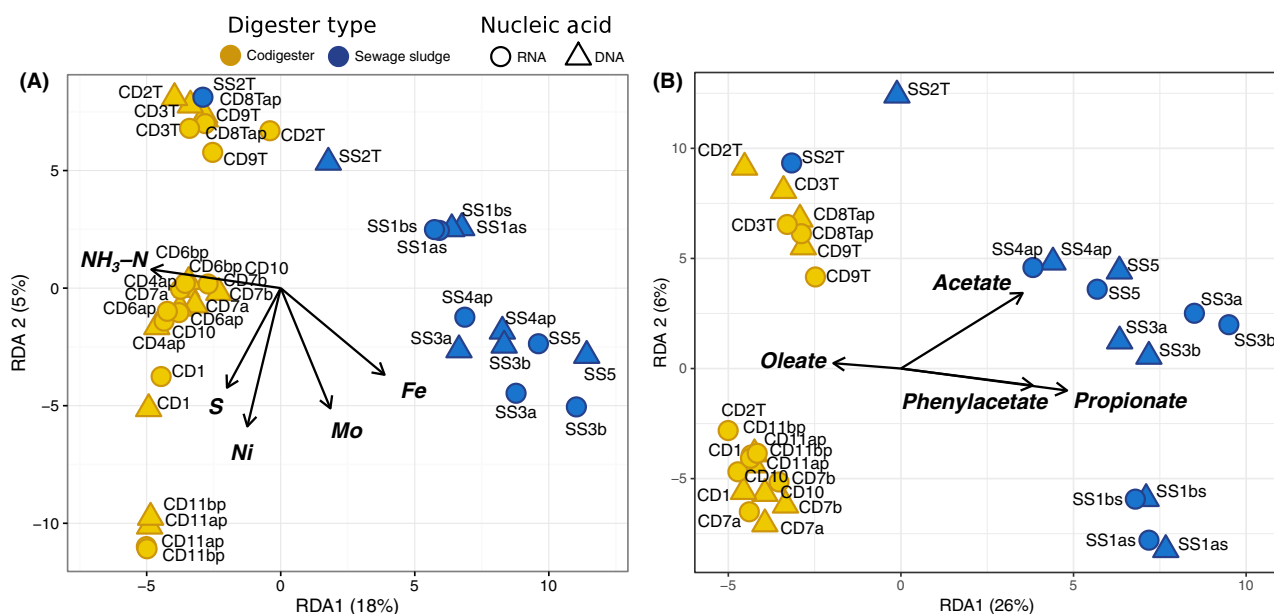 Digester type
Nucleic acid
Codigester
Sewage sludge
RNA
DNA
(A)
CD2T
SS2T
CD8Tap
CD3T
CD9T
CD3T
CD8Tap
CD2T
CD9T
SS2T
SS1bs
SS1bs
SS1as
SS1as
CD6bp
NH3–N
CD6bp
CD10
CD4ap
CD7b
CD7a
CD7b
CD6ap
CD7a
CD6ap
CD10
CD4ap
SS4ap
SS4ap
SS3a
SS5
SS3b
SS5
CD1
CD1
S
Fe
Mo
Ni
SS3a
SS3b
CD11bp
CD11ap
CD11ap
CD11bp
5
0
−5
−10
RDA 2 (5%)
−5
0
5
10
RDA1 (18%)
(B)
SS2T
CD2T
SS2T
CD3T
CD8Tap
CD3T
CD8Tap
CD9T
CD9T
SS4ap
SS4ap
SS5
Acetate
SS5
SS3a
SS3b
SS3a
SS3b
Oleate
Phenylacetate
Propionate
CD2T
CD11bp
CD11ap
CD1
CD11bp
CD11ap
CD10
CD7b
CD1
CD10
CD7b
CD7a
CD7a
SS1bs
SS1bs
SS1as
SS1as
10
5
0
−5
RDA 2 (6%)
−5
0
5
10
RDA1 (26%)